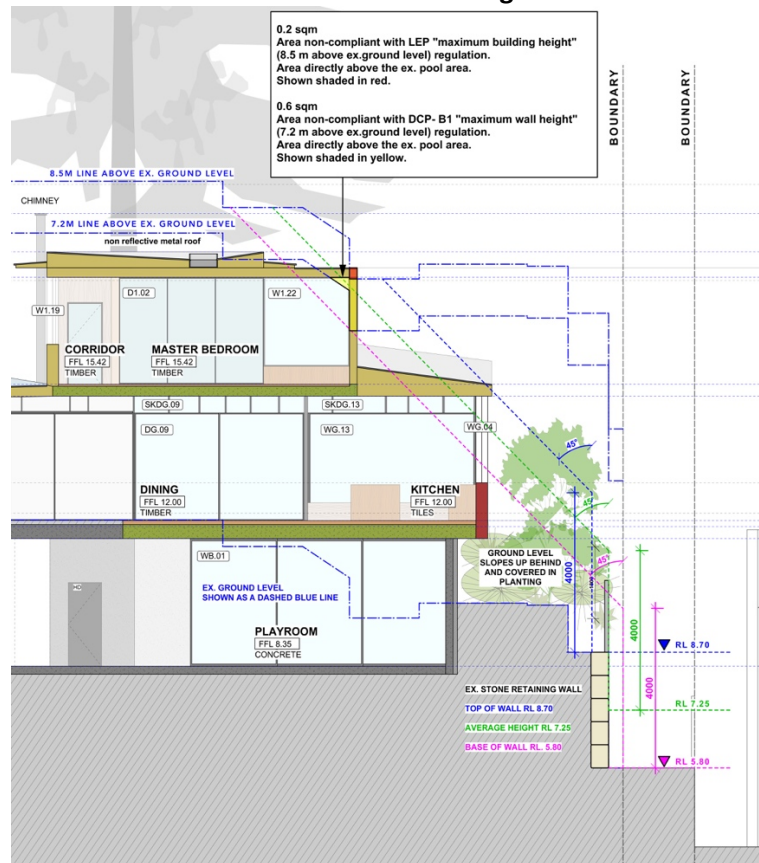 0.2 sqm
Area non-compliant with LEP "maximum building height"
(8.5 m above ex.ground level) regulation.
Area directly above the ex. pool area.
Shown shaded in red.
0.6 sqm
Area non-compliant with DCP- B1 "maximum wall height"
(7.2 m above ex.ground level) regulation.
Area directly above the ex. pool area.
Shown shaded in yellow.
BOUNDARY
BOUNDARY
8.5M LINE ABOVE EX. GROUND LEVEL
CHIMNEY
7.2M LINE ABOVE EX. GROUND LEVEL
non reflective metal roof
D1.02
W1.22
W1.19
CORRIDOR
FFL 15.42
TIMBER
MASTER BEDROOM
FFL 15.42
TIMBER
SKDG.09
SKDG.13
DG.09
WG.13
WG.04
45°
45°
45°
DINING
FFL 12.00
TIMBER
KITCHEN
FFL 12.00
TILES
WB.01
GROUND LEVEL
SLOPES UP BEHIND
AND COVERED IN
PLANTING
4000
4000
4000
EX. GROUND LEVEL
SHOWN AS A DASHED BLUE LINE
PLAYROOM
FFL 8.35
CONCRETE
RL 8.70
EX. STONE RETAINING WALL
TOP OF WALL RL 8.70
AVERAGE HEIGHT RL 7.25
BASE OF WALL RL. 5.80
RL 7.25
RL 5.80